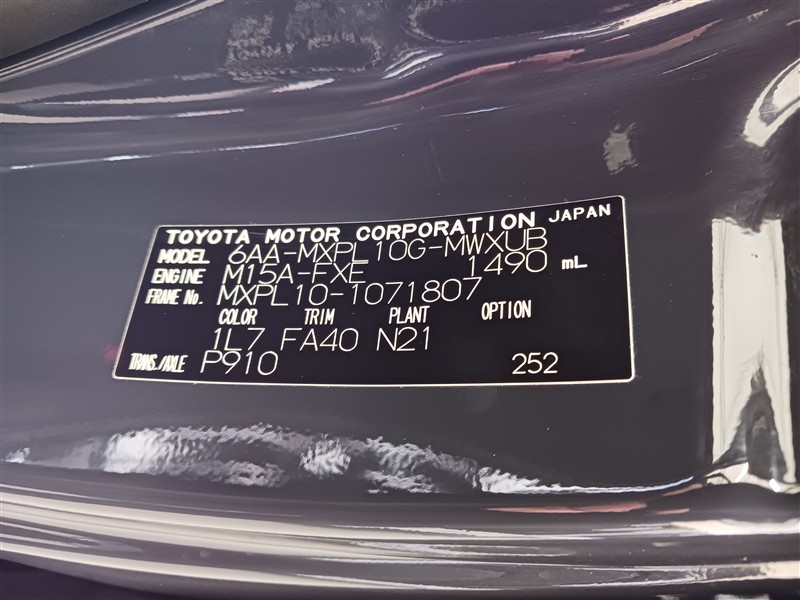 TOYOTA MOTOR CORPORATION JAPAN
MODEL 6AA-MXPL10G-MWXUB
ENGINE M15A-FXE 1490 mL
FRAME No. MXPL10-1071807
COLOR TRIM PLANT OPTION
1L7 FA40 N21
TRANS./AXLE P910 252